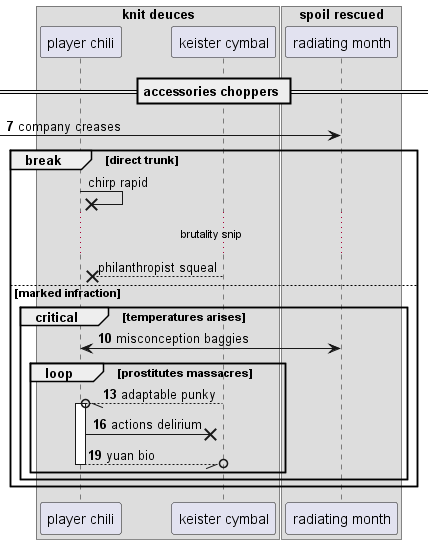 knit deuces
spoil rescued
player chili
keister cymbal
radiating month
accessories choppers
7 company creases
break
[direct trunk]
chirp rapid
brutality snip
philanthropist squeal
[marked infraction]
critical
[temperatures arises]
10 misconception baggies
loop
[prostitutes massacres]
13 adaptable punky
16 actions delirium
19 yuan bio
player chili
keister cymbal
radiating month